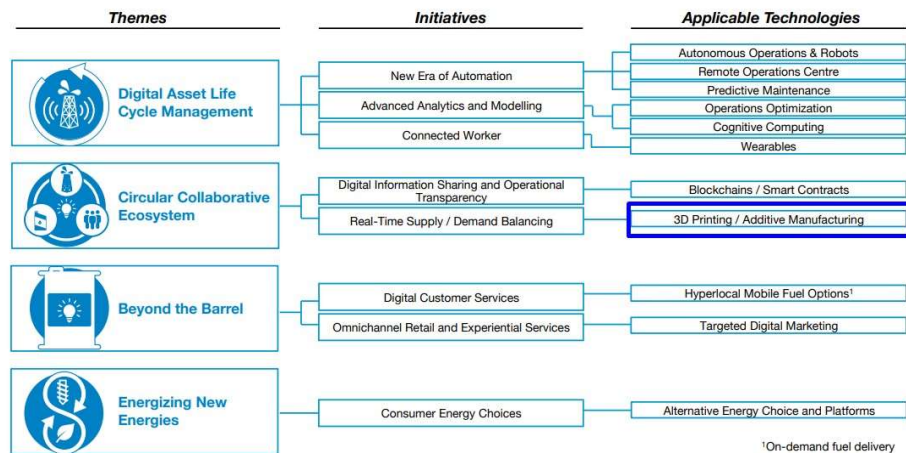 Themes
Initiatives
Applicable Technologies
Digital Asset Life
Cycle Management
New Era of Automation
Advanced Analytics and Modelling
Connected Worker
Autonomous Operations & Robots
Remote Operations Centre
Predictive Maintenance
Operations Optimization
Cognitive Computing
Wearables
Circular Collaborative
Ecosystem
Digital Information Sharing and Operational
Transparency
Real-Time Supply / Demand Balancing
Blockchains / Smart Contracts
3D Printing / Additive Manufacturing
Beyond the Barrel
Digital Customer Services
Omnichannel Retail and Experiential Services
Hyperlocal Mobile Fuel Options¹
Targeted Digital Marketing
Energizing New
Energies
Consumer Energy Choices
Alternative Energy Choice and Platforms
¹On-demand fuel delivery